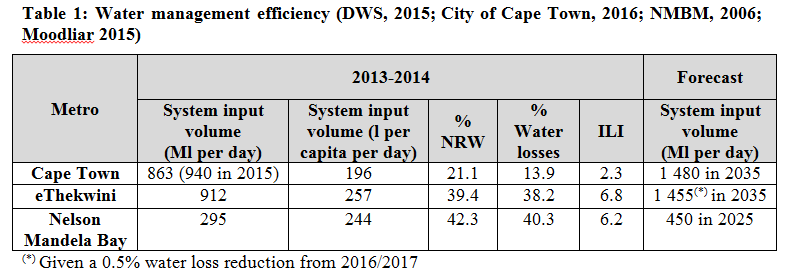 Table 1: Water management efficiency (DWS, 2015; City of Cape Town, 2016; NMBM, 2006;
Moodliar 2015)
Metro
2013-2014
Forecast
System input
volume
(Ml per day)
System input
volume (l per
capita per day)
%
NRW
%
Water
losses
ILI
System input
volume
(Ml per day)
Cape Town 863 (940 in 2015) 196 21.1 13.9 2.3 1 480 in 2035
eThekwini 912 257 39.4 38.2 6.8 1 455(*) in 2035
Nelson
Mandela Bay
295 244 42.3 40.3 6.2 450 in 2025
(*) Given a 0.5% water loss reduction from 2016/2017